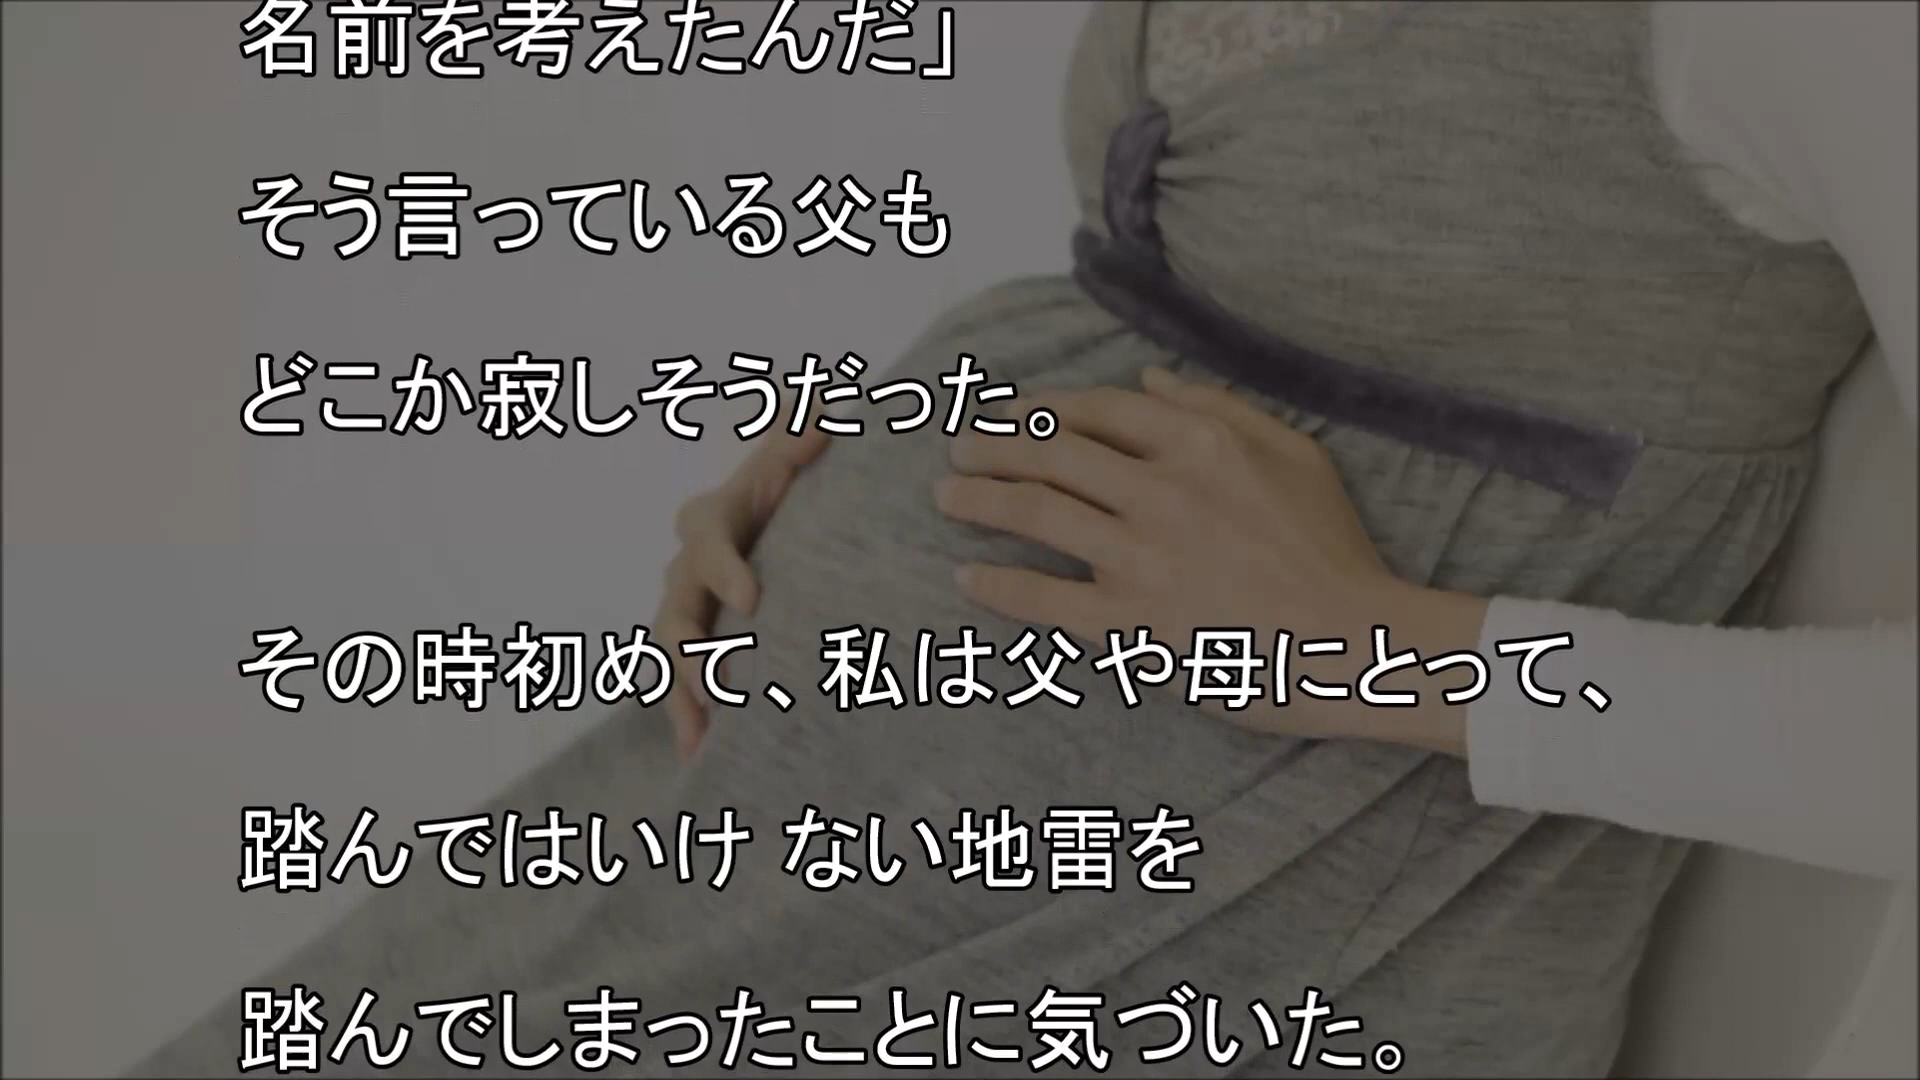 名前を考えたんだ」
そう言っている父も
どこか寂しそうだった。
その時初めて、私は父や母にとって、
踏んではいけ ない地雷を
踏んでしまったことに気づいた。